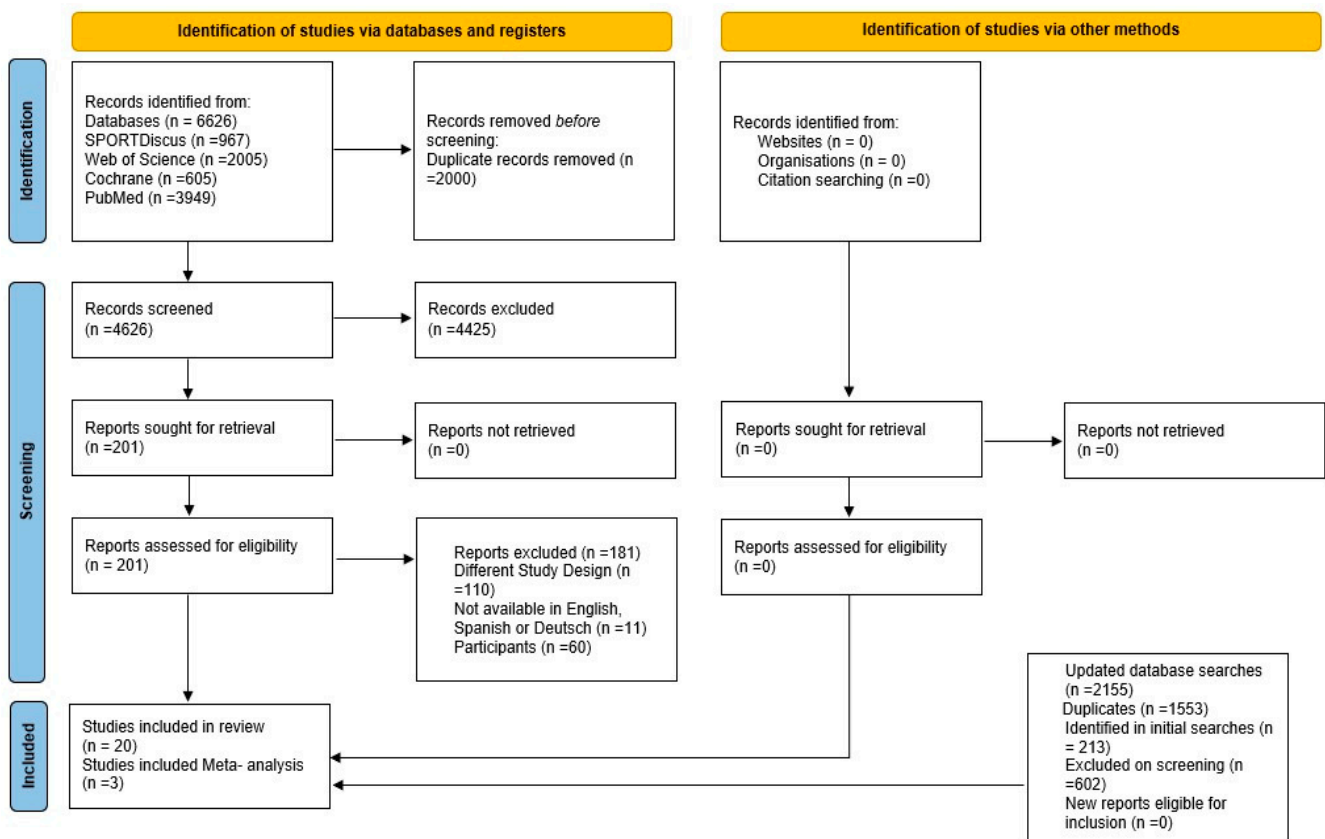 Identification of studies via databases and registers
Identification of studies via other methods
Identification
Records identified from:
Databases (n = 6626)
SPORTDiscus (n =967)
Web of Science (n =2005)
Cochrane (n =605)
PubMed (n =3949)
Records removed before
screening:
Duplicate records removed (n
=2000)
Records identified from:
Websites (n = 0)
Organisations (n = 0)
Citation searching (n =0)
Screening
Records screened
(n =4626)
Records excluded
(n =4425)
Reports sought for retrieval
(n =201)
Reports not retrieved
(n =0)
Reports sought for retrieval
(n =0)
Reports not retrieved
(n =0)
Reports assessed for eligibility
(n = 201)
Reports excluded (n =181)
Different Study Design (n
=110)
Not available in English,
Spanish or Deutsch (n =11)
Participants (n =60)
Reports assessed for eligibility
(n =0)
Included
Studies included in review
(n = 20)
Studies included Meta- analysis
(n =3)
Updated database searches
(n =2155)
Duplicates (n =1553)
Identified in initial searches (n
= 213)
Excluded on screening (n
=602)
New reports eligible for
inclusion (n =0)